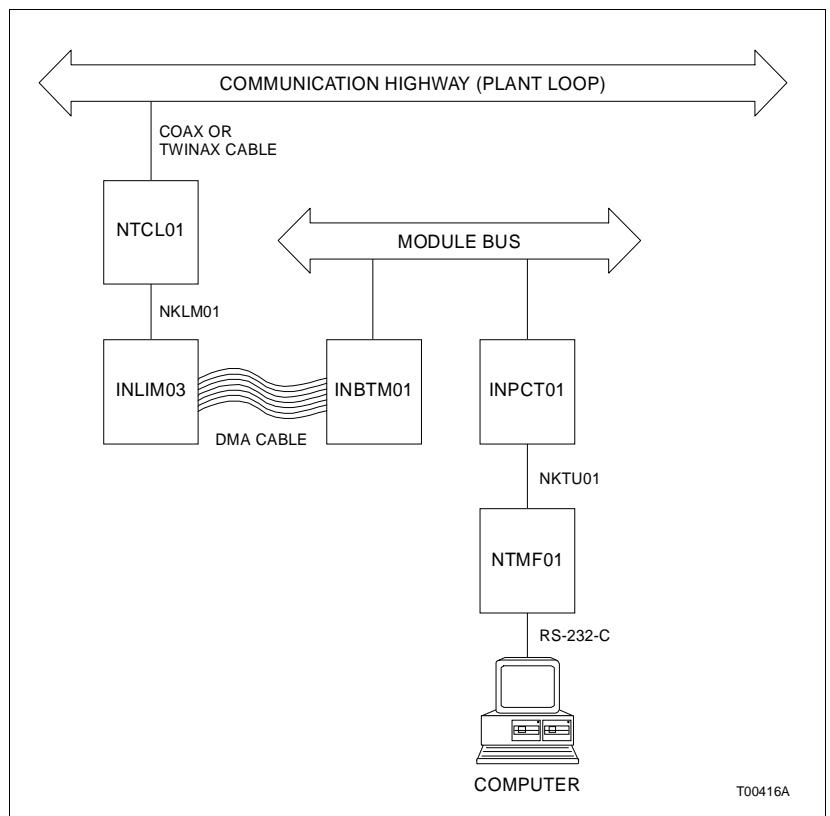 COMMUNICATION HIGHWAY (PLANT LOOP)
COAX OR
TWINAX CABLE
NTCL01
MODULE BUS
NKLM01
INLIM03
INBTM01
INPCT01
DMA CABLE
NKTU01
NTMF01
RS-232-C
COMPUTER
T00416A